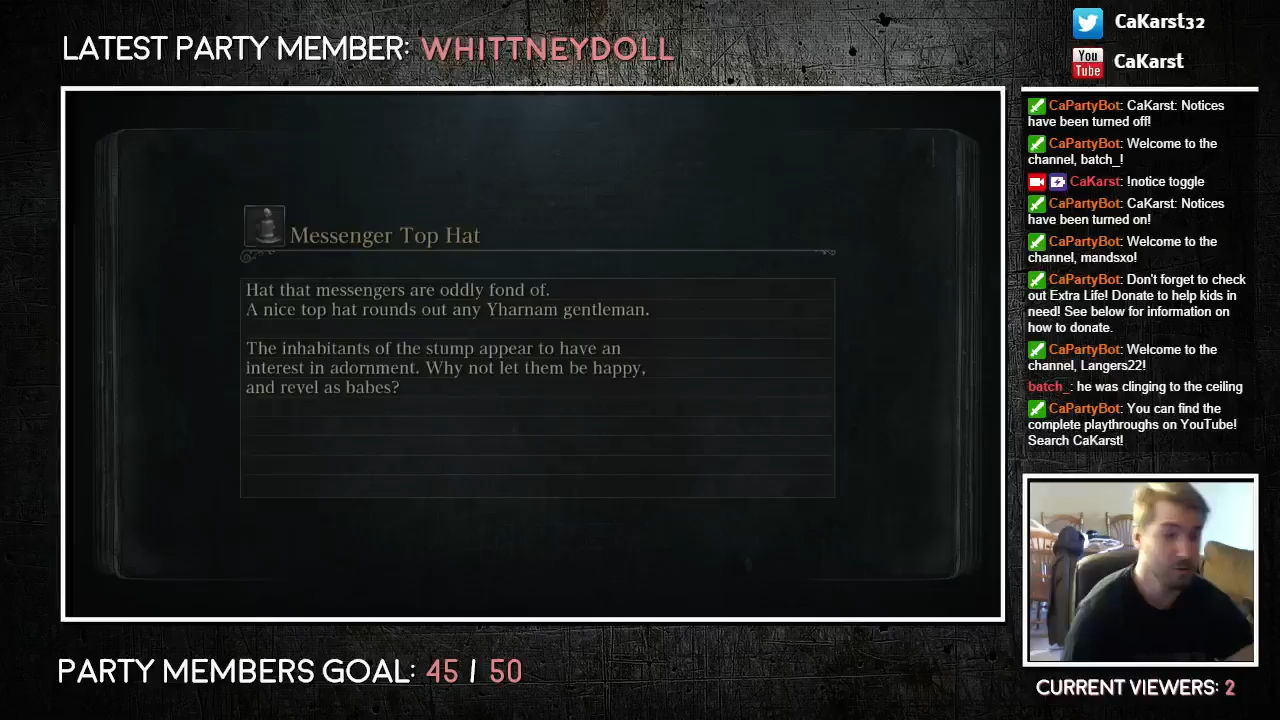 LATEST PARTY MEMBER: WHITTNEYDOLL
CaKarst32
You Tube CaKarst
Messenger Top Hat
Hat that messengers are oddly fond of.
A nice top hat rounds out any Yharnam gentleman.
The inhabitants of the stump appear to have an
interest in adornment. Why not let them be happy,
and revel as babes?
CaPartyBot: CaKarst: Notices
have been turned off!
CaPartyBot: Welcome to the
channel, batch_!
CaKarst: !notice toggle
CaPartyBot: CaKarst: Notices
have been turned on!
CaPartyBot: Welcome to the
channel, mandsxo!
CaPartyBot: Don't forget to check
out Extra Life! Donate to help kids in
need! See below for information on
how to donate.
CaPartyBot: Welcome to the
channel, Langers22!
batch_: he was clinging to the ceiling
CaPartyBot: You can find the
complete playthroughs on YouTube!
Search CaKarst!
PARTY MEMBERS GOAL: 45 / 50
CURRENT VIEWERS: 2